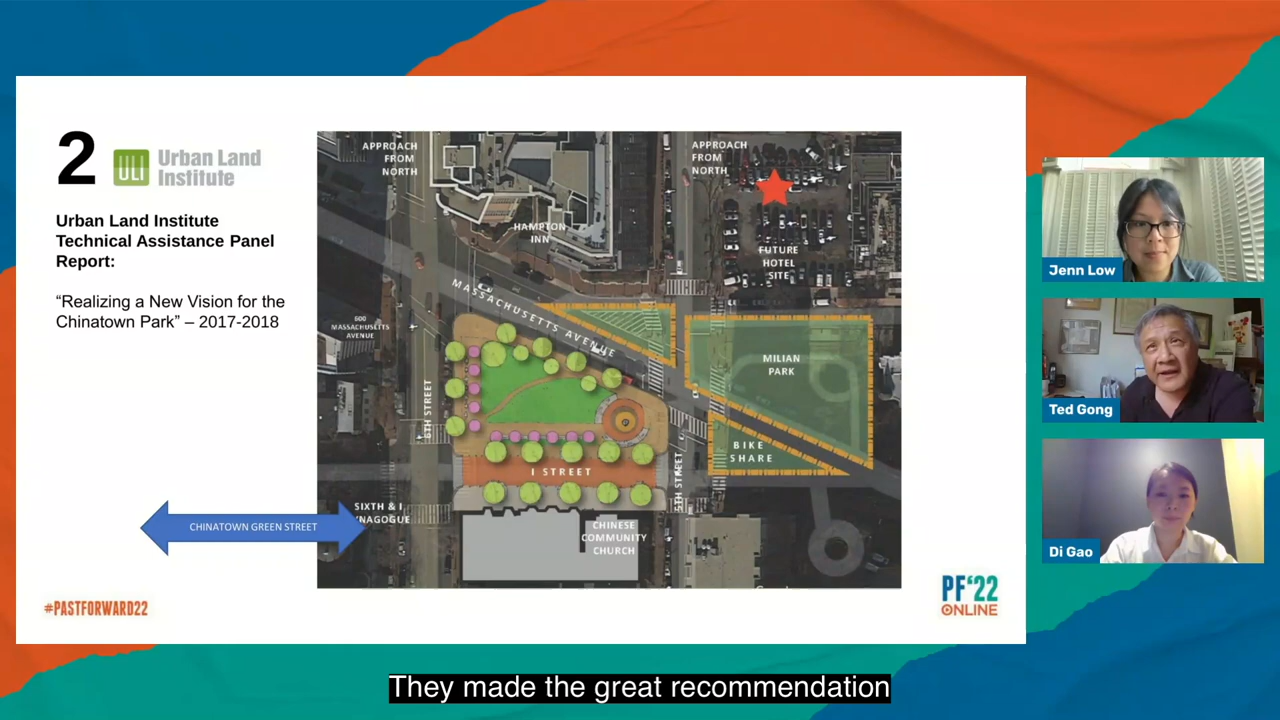 2
ULI Urban Land
Institute
Urban Land Institute
Technical Assistance Panel
Report:
“Realizing a New Vision for the
Chinatown Park” – 2017-2018
CHINATOWN GREEN STREET
APPROACH
FROM
NORTH
APPROACH
FROM
NORTH
HAMPTON
INN
FUTURE
HOTEL
SITE
MASSACHUSETTS AVENUE
600
MASSACHUSETTS
AVENUE
MILIAN
PARK
6TH STREET
BIKE
SHARE
I STREET
5TH STREET
SIXTH & I
YNAGOGUE
CHINESE
COMMUNITY
CHURCH
#PASTFORWARD22
PF‘22
ONLINE
Jenn Low
Ted Gong
Di Gao
They made the great recommendation